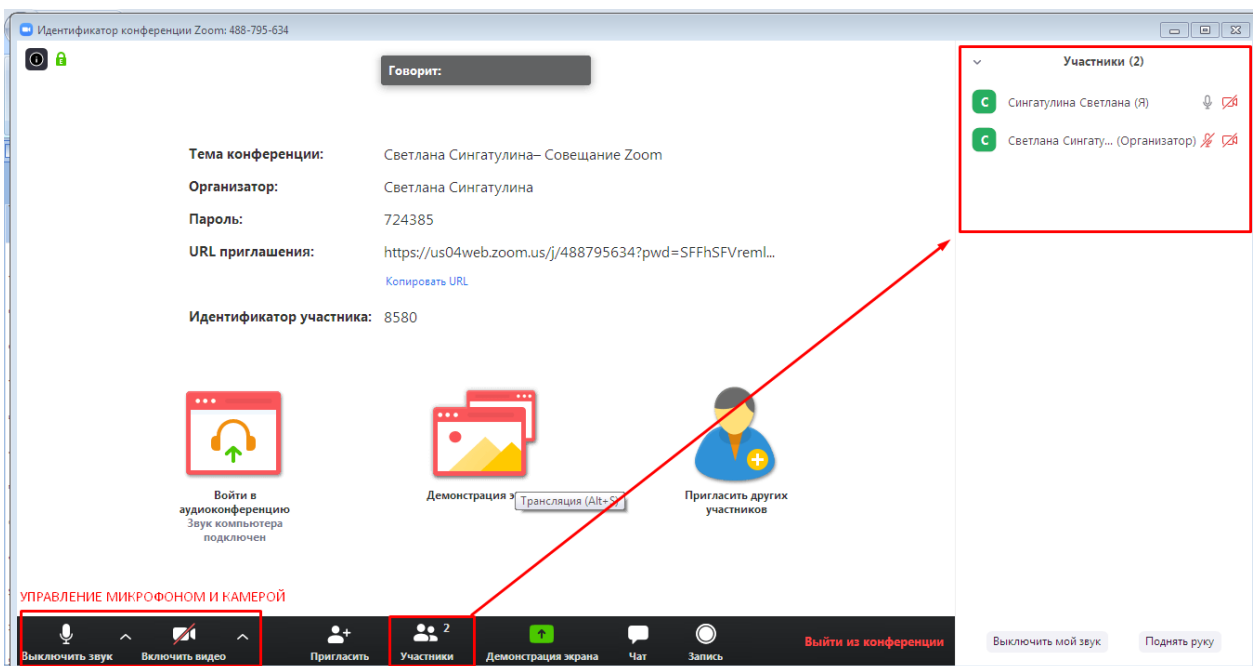 Идентификатор конференции Zoom: 488-795-634
Говорит:
Участники (2)
С Сингатулина Светлана (Я)
С Светлана Сингату... (Организатор)
Тема конференции: Светлана Сингатулина– Совещание Zoom
Организатор: Светлана Сингатулина
Пароль: 724385
URL приглашения: https://us04web.zoom.us/j/488795634?pwd=SFFhSFVreml...
Копировать URL
Идентификатор участника: 8580
Войти в
аудиоконференцию
Звук компьютера
подключен
Демонстрация э
Трансляция (Alt+S)
Пригласить других
участников
УПРАВЛЕНИЕ МИКРОФОНОМ И КАМЕРОЙ
2
Выключить звук Включить видео Пригласить Участники Демонстрация экрана Чат Запись
Выйти из конференции
Выключить мой звук Поднять руку